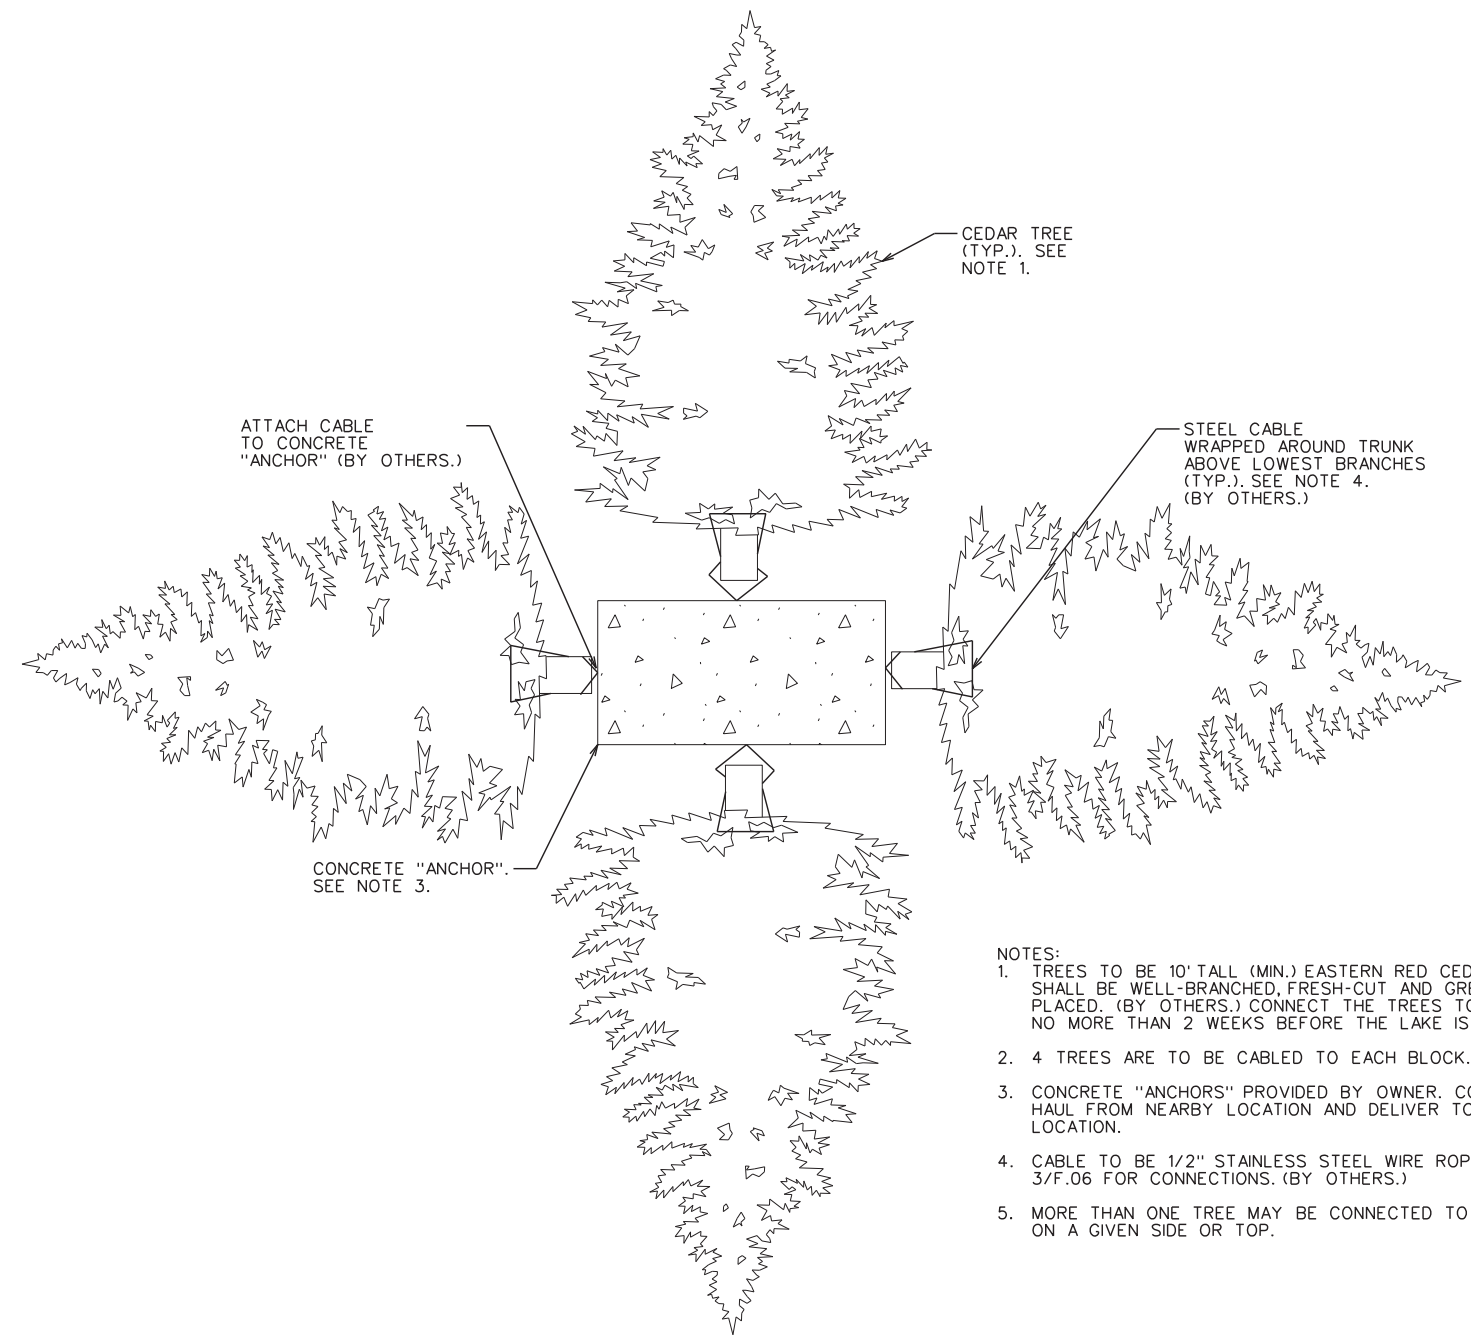 CEDAR TREE
(TYP.). SEE
NOTE 1.
ATTACH CABLE
TO CONCRETE
"ANCHOR" (BY OTHERS.)
STEEL CABLE
WRAPPED AROUND TRUNK
ABOVE LOWEST BRANCHES
(TYP.). SEE NOTE 4.
(BY OTHERS.)
CONCRETE "ANCHOR".
SEE NOTE 3.
NOTES:
1. TREES TO BE 10' TALL (MIN.) EASTERN RED CED
SHALL BE WELL-BRANCHED, FRESH-CUT AND GRE
PLACED. (BY OTHERS.) CONNECT THE TREES TO
NO MORE THAN 2 WEEKS BEFORE THE LAKE IS
2. 4 TREES ARE TO BE CABLED TO EACH BLOCK.
3. CONCRETE "ANCHORS" PROVIDED BY OWNER. CO
HAUL FROM NEARBY LOCATION AND DELIVER TO
LOCATION.
4. CABLE TO BE 1/2" STAINLESS STEEL WIRE ROP
3/F.06 FOR CONNECTIONS. (BY OTHERS.)
5. MORE THAN ONE TREE MAY BE CONNECTED TO
ON A GIVEN SIDE OR TOP.